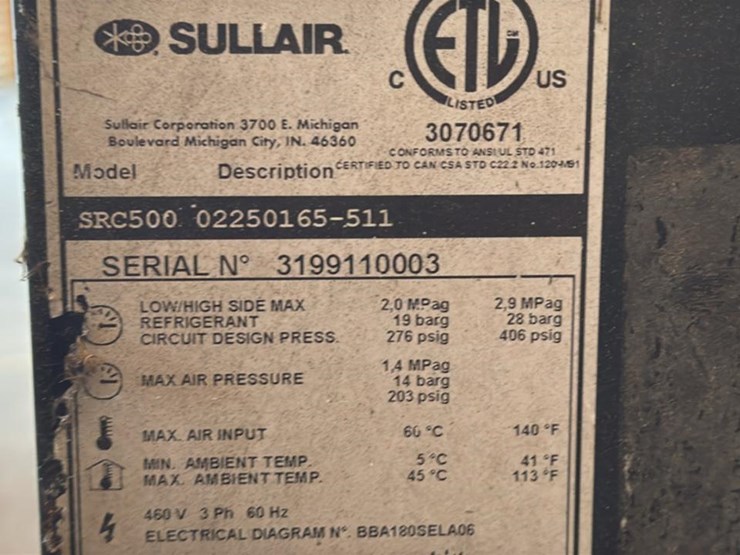 SULLAIR
ETL
CM
C US
LISTED
3070671
Sullair Corporation 3700 E. Michigan
Boulevard Michigan City, IN. 46360
CONFORMS TO ANSI/UL STD 471
CERTIFIED TO CAN/CSA STD C22.2 No.120-M91
Model Description
SRC500 02250165-511
SERIAL N° 3199110003
LOW/HIGH SIDE MAX 2,0 MPag 2,9 MPag
REFRIGERANT 19 barg 28 barg
CIRCUIT DESIGN PRESS. 276 psig 406 psig
1,4 MPag
MAX AIR PRESSURE 14 barg
203 psig
MAX. AIR INPUT 60 °C 140 °F
MIN. AMBIENT TEMP. 5 °C 41 °F
MAX. AMBIENT TEMP. 45 °C 113 °F
460 V 3 Ph 60 Hz
ELECTRICAL DIAGRAM N°. BBA180SELA06